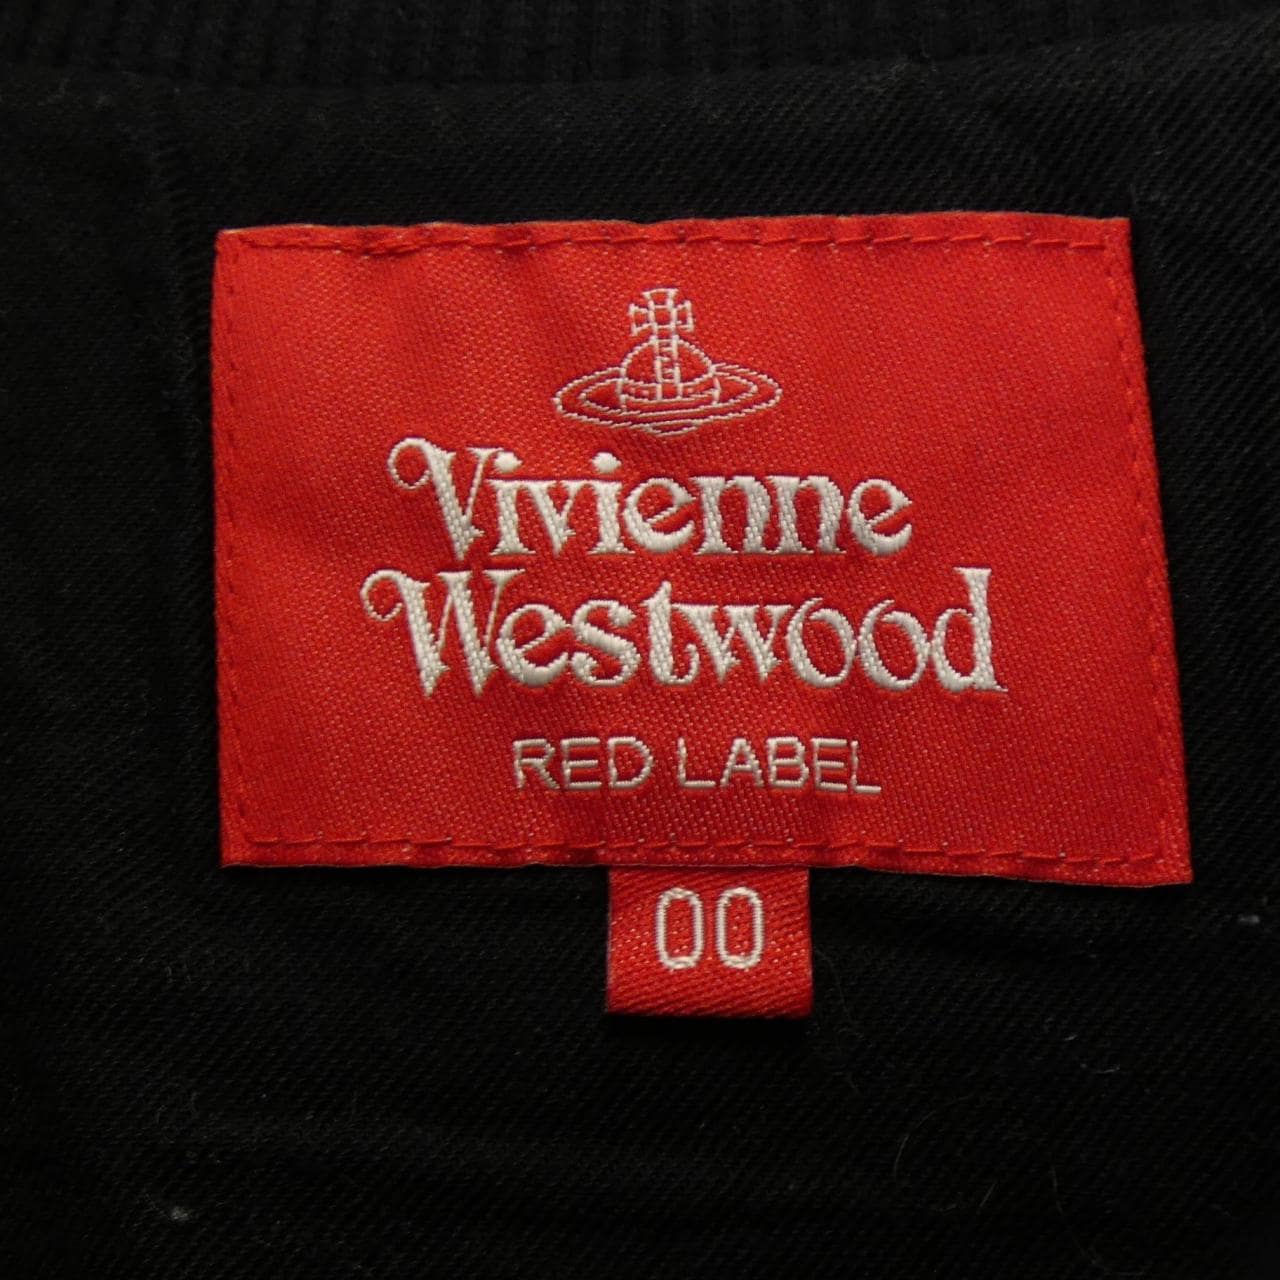 Vivienne
Westwood
RED LABEL
00